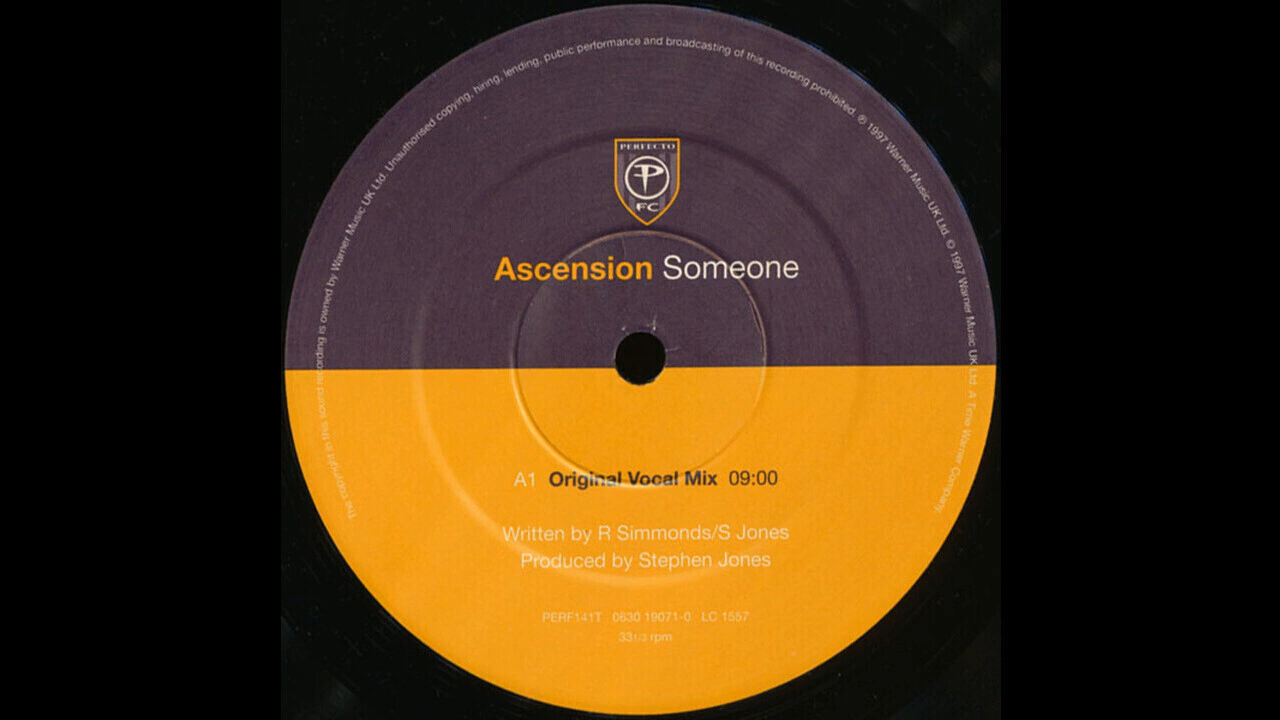 The copyright in this sound recording is owned by Warner Music UK Ltd. Unauthorised copying, hiring, lending, public performance and broadcasting of this recording prohibited. ℗ 1997 Warner Music UK Ltd. © 1997 Warner Music UK Ltd. A Time Warner Company.
PERFECTO
P
FC
Ascension Someone
A1 Original Vocal Mix 09:00
Written by R Simmonds/S Jones
Produced by Stephen Jones
PERF141T 0630 19071-0 LC 1557
33 1/3 rpm